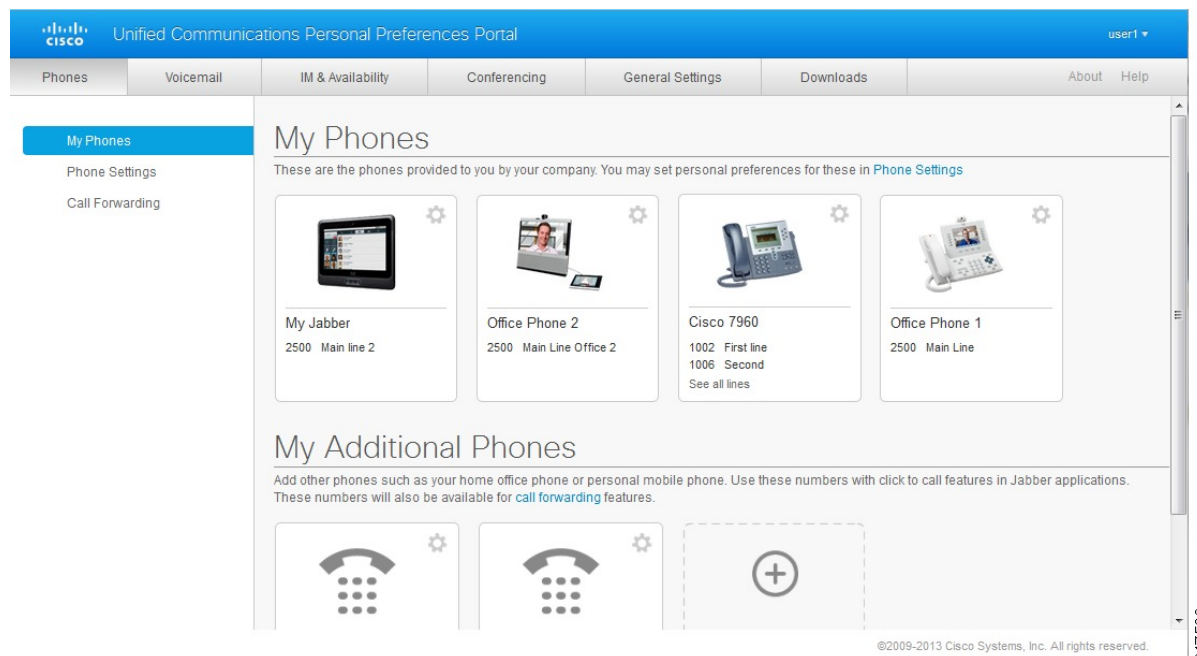 CISCO Unified Communications Personal Preferences Portal user1
Phones Voicemail IM & Availability Conferencing General Settings Downloads About Help
My Phones
Phone Settings
Call Forwarding
My Phones
These are the phones provided to you by your company. You may set personal preferences for these in Phone Settings
My Jabber
2500 Main line 2
Office Phone 2
2500 Main Line Office 2
Cisco 7960
1002 First line
1006 Second
See all lines
Office Phone 1
2500 Main Line
My Additional Phones
Add other phones such as your home office phone or personal mobile phone. Use these numbers with click to call features in Jabber applications.
These numbers will also be available for call forwarding features.
©2009-2013 Cisco Systems, Inc. All rights reserved.